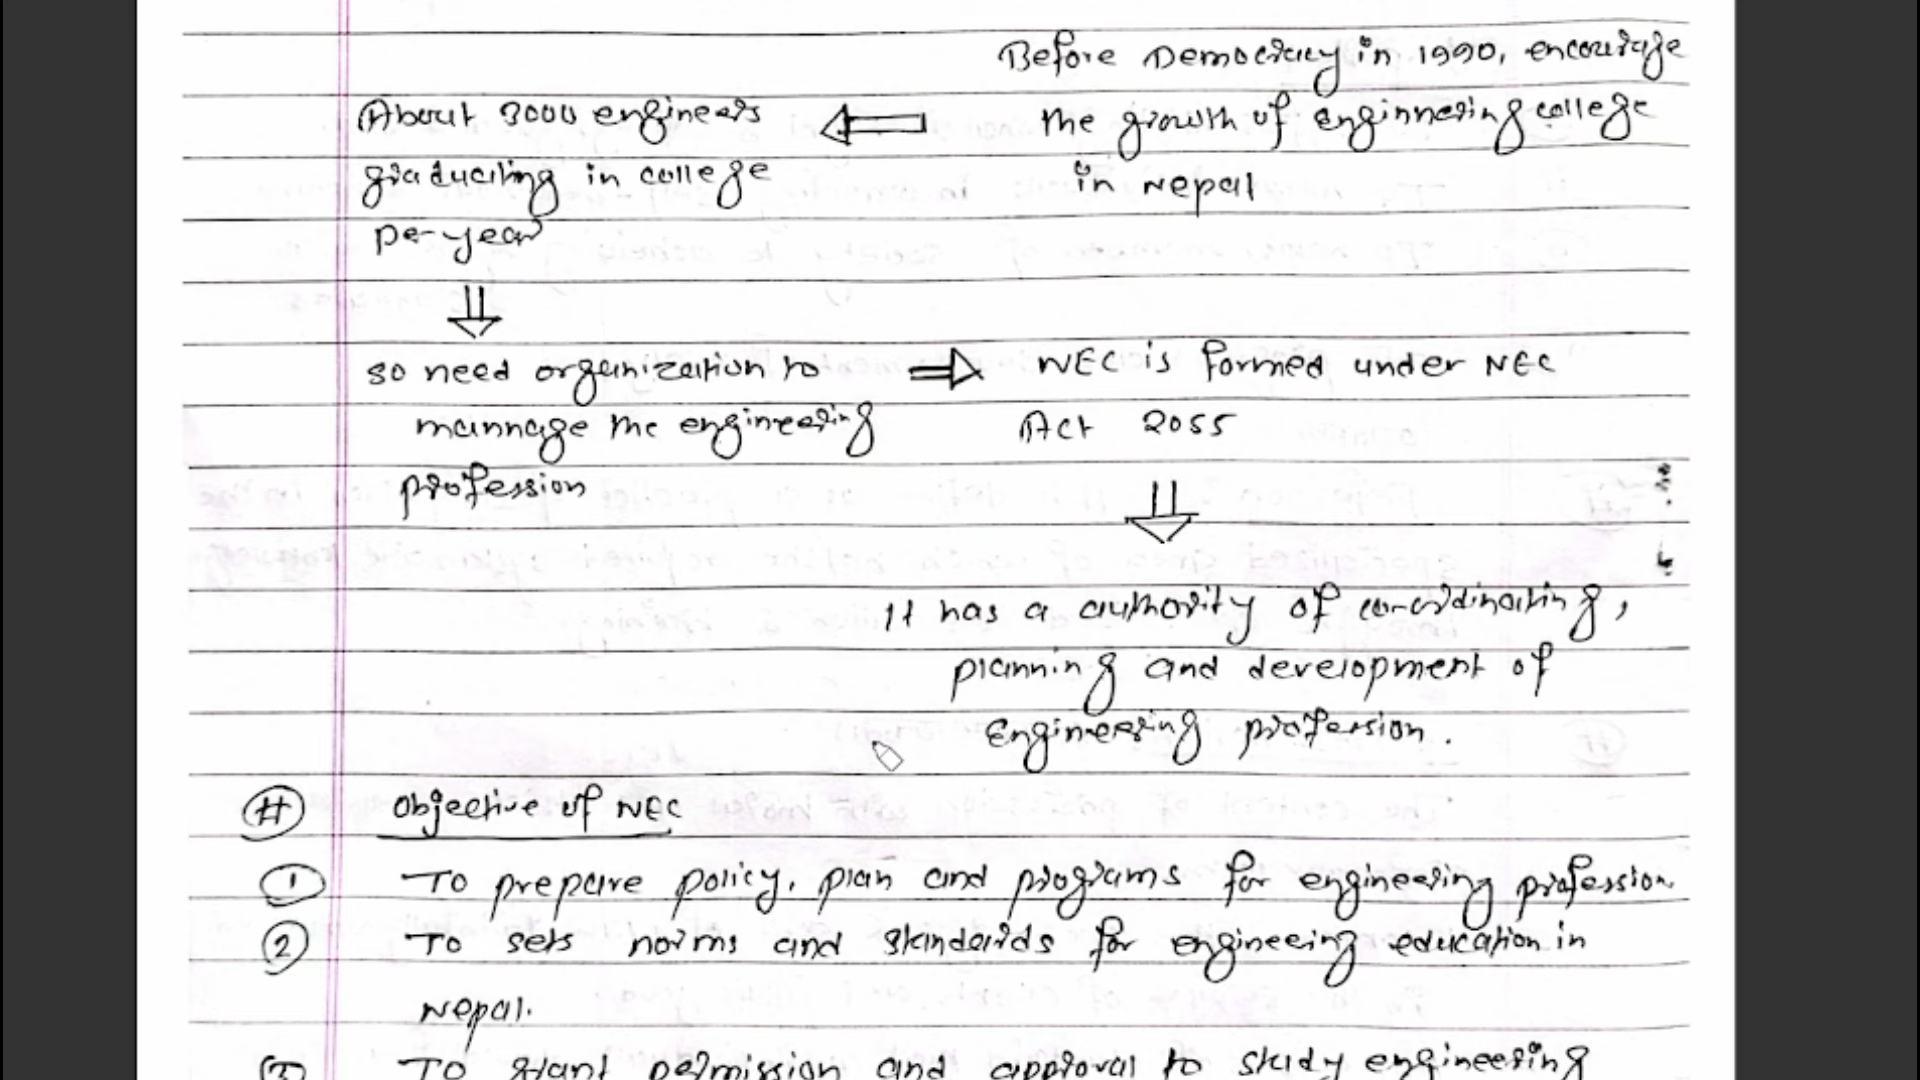 Before Democracy in 1990, encourage
the growth of enginnering college
in Nepal
About 3000 engineers
graduating in college
pe-year
so need organization to
mannage the engineering
profession
NEC is formed under NEC
Act 2055
It has a authority of co-ordinating,
planning and development of
Engineering profession.
# Objective of NEC
1 To prepare policy, plan and programs for engineering profession.
2 To sets norms and standards for engineering education in
Nepal.
3 To grant permission and approval to study engineering